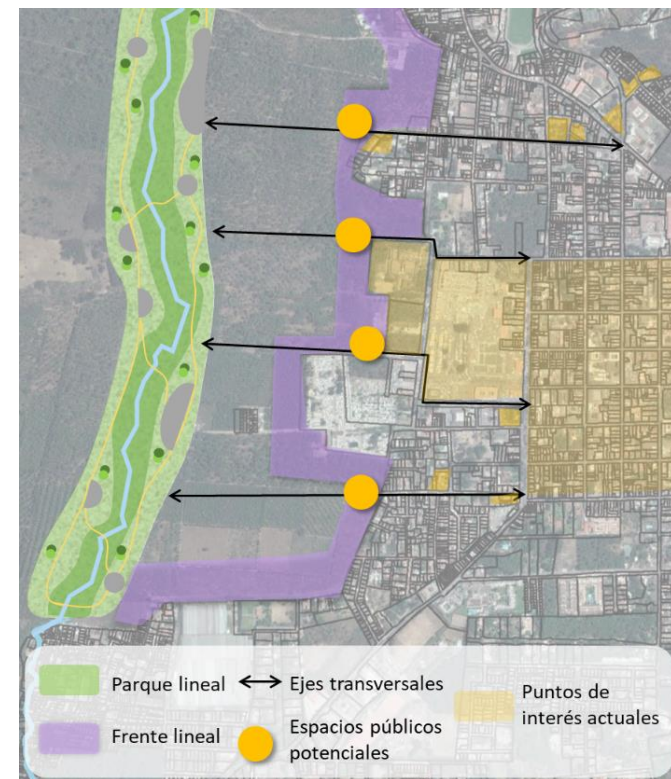 Parque lineal
Ejes transversales
Puntos de
interés actuales
Frente lineal
Espacios públicos
potenciales